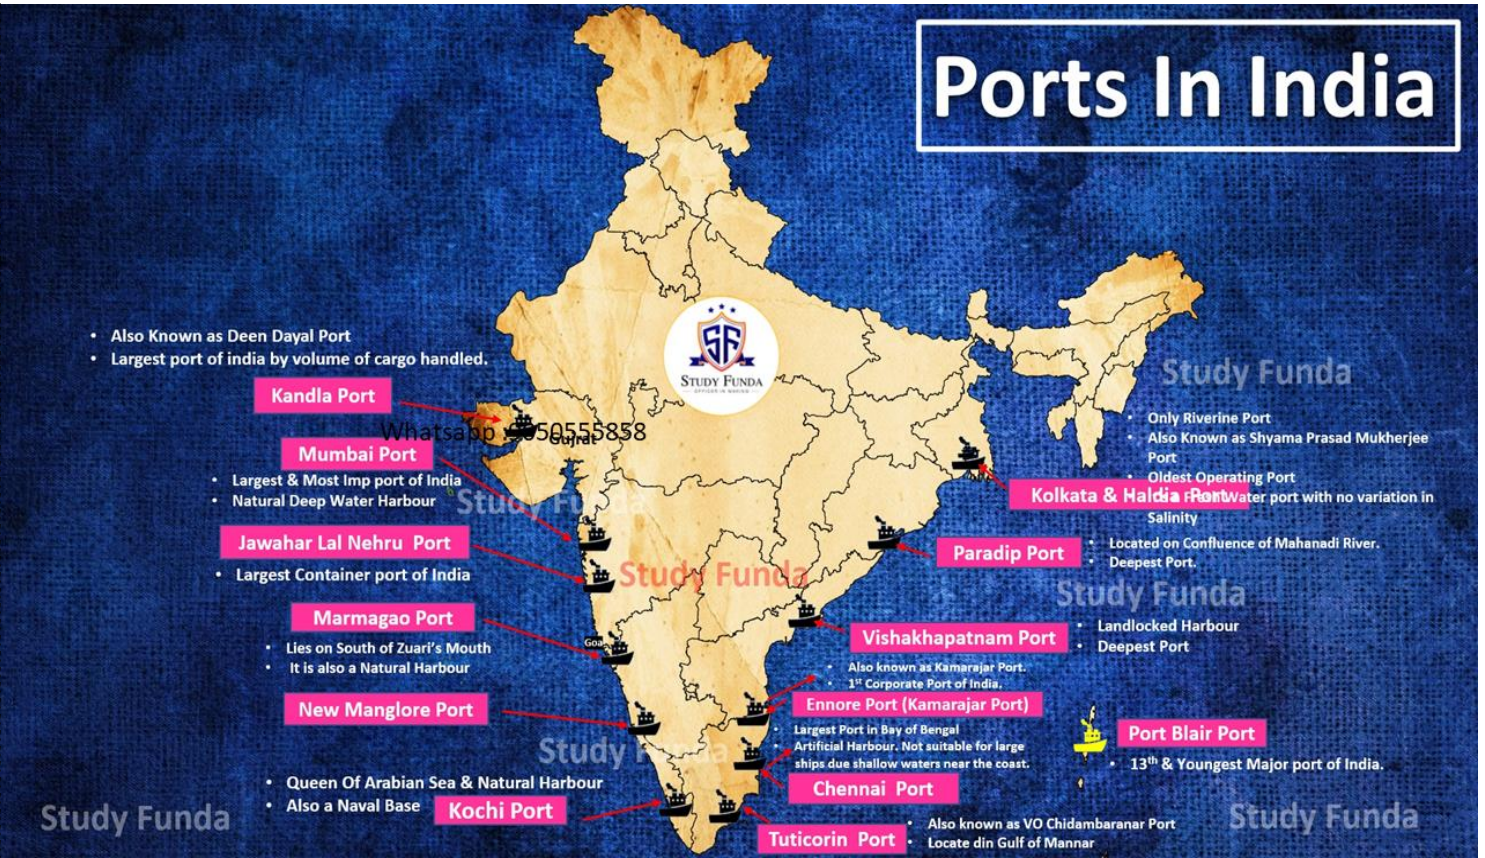 Ports In India
• Also Known as Deen Dayal Port
• Largest port of india by volume of cargo handled.
Kandla Port
Whatsapp 9650555858
Gujrat
Mumbai Port
• Largest & Most Imp port of India
• Natural Deep Water Harbour
Jawahar Lal Nehru Port
• Largest Container port of India
Marmagao Port
• Lies on South of Zuari's Mouth
• It is also a Natural Harbour
Goa
New Manglore Port
• Queen Of Arabian Sea & Natural Harbour
• Also a Naval Base
Kochi Port
SF
STUDY FUNDA
• Only Riverine Port
• Also Known as Shyama Prasad Mukherjee
Port
• Oldest Operating Port
Kolkata & Haldia Port
Water port with no variation in
Salinity
Paradip Port
• Located on Confluence of Mahanadi River.
• Deepest Port.
Vishakhapatnam Port
• Landlocked Harbour
• Deepest Port
• Also known as Kamarajar Port.
• 1st Corporate Port of India.
Ennore Port (Kamarajar Port)
• Largest Port in Bay of Bengal
• Artificial Harbour. Not suitable for large
ships due shallow waters near the coast.
Chennai Port
Port Blair Port
• 13th & Youngest Major port of India.
Tuticorin Port
• Also known as VO Chidambaranar Port
• Locate din Gulf of Mannar
Study Funda
Study Funda
Study Funda
Study Funda
Study Funda
Study Funda
Study Funda